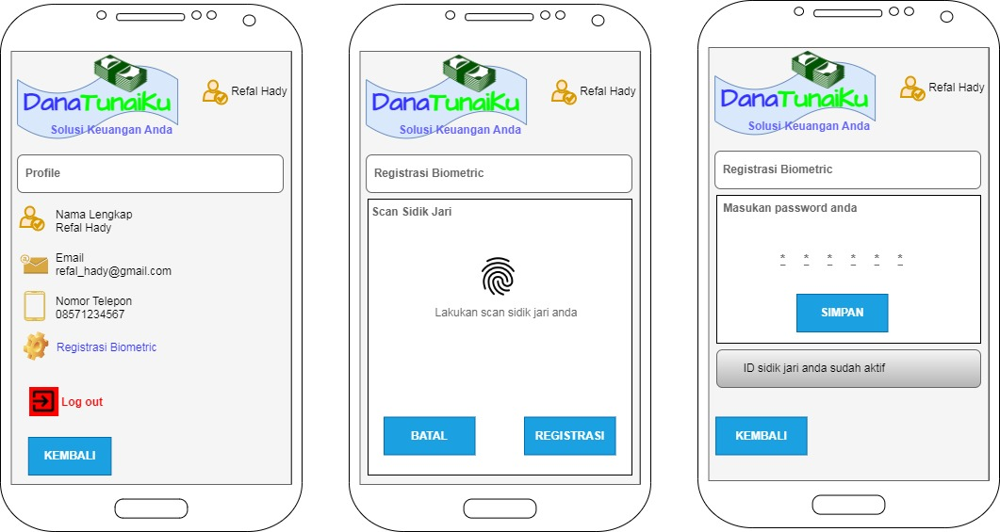 DanaTunaiKu
Solusi Keuangan Anda
Refal Hady
Profile
Nama Lengkap
Refal Hady
Email
refal_hady@gmail.com
Nomor Telepon
08571234567
Registrasi Biometric
Log out
KEMBALI
DanaTunaiKu
Solusi Keuangan Anda
Refal Hady
Registrasi Biometric
Scan Sidik Jari
Lakukan scan sidik jari anda
BATAL
REGISTRASI
DanaTunaiKu
Solusi Keuangan Anda
Refal Hady
Registrasi Biometric
Masukan password anda
* * * * * *
SIMPAN
ID sidik jari anda sudah aktif
KEMBALI